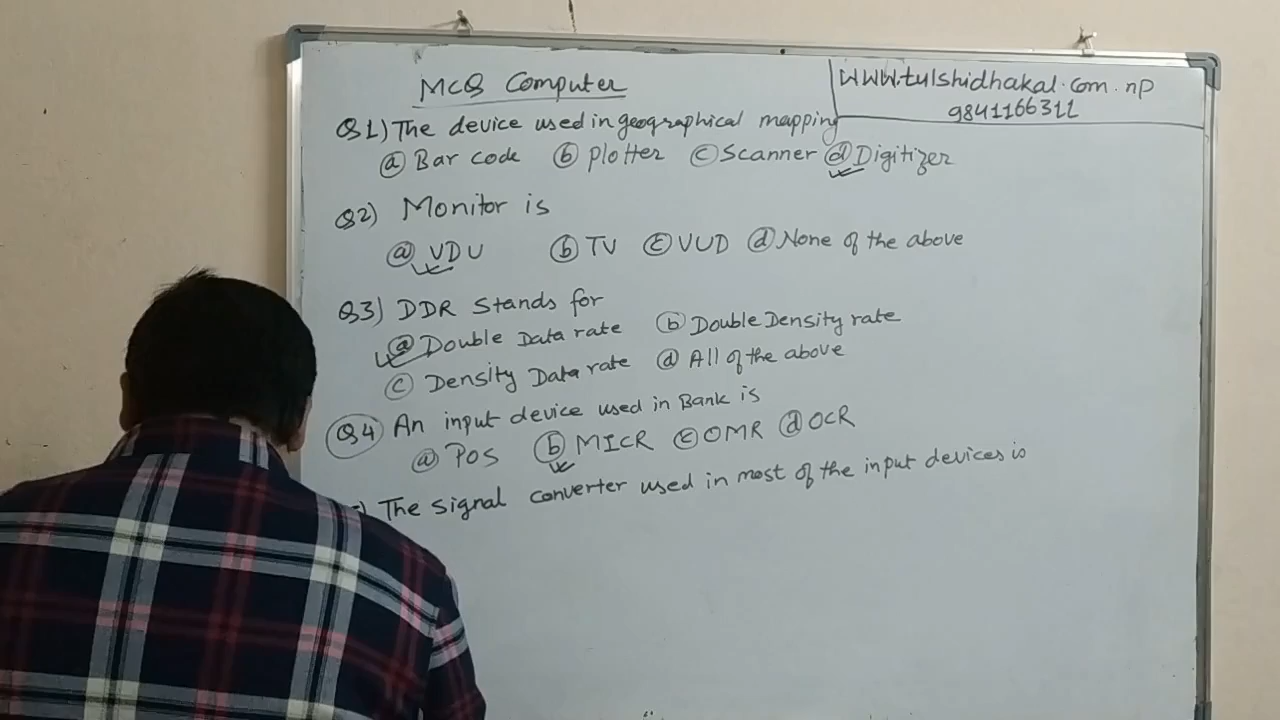 MCQ Computer
www.tulshidhakal.com.np
9841166311
Q1) The device used in geographical mapping
(a) Bar code (b) plotter (c) Scanner (d) Digitizer
Q2) Monitor is
(a) VDU (b) TV (c) VUD (d) None of the above
Q3) DDR Stands for
(a) Double Data rate (b) Double Density rate
(c) Density Data rate (d) All of the above
Q4 An input device used in Bank is
(a) POS (b) MICR (c) OMR (d) OCR
) The signal converter used in most of the input devices is